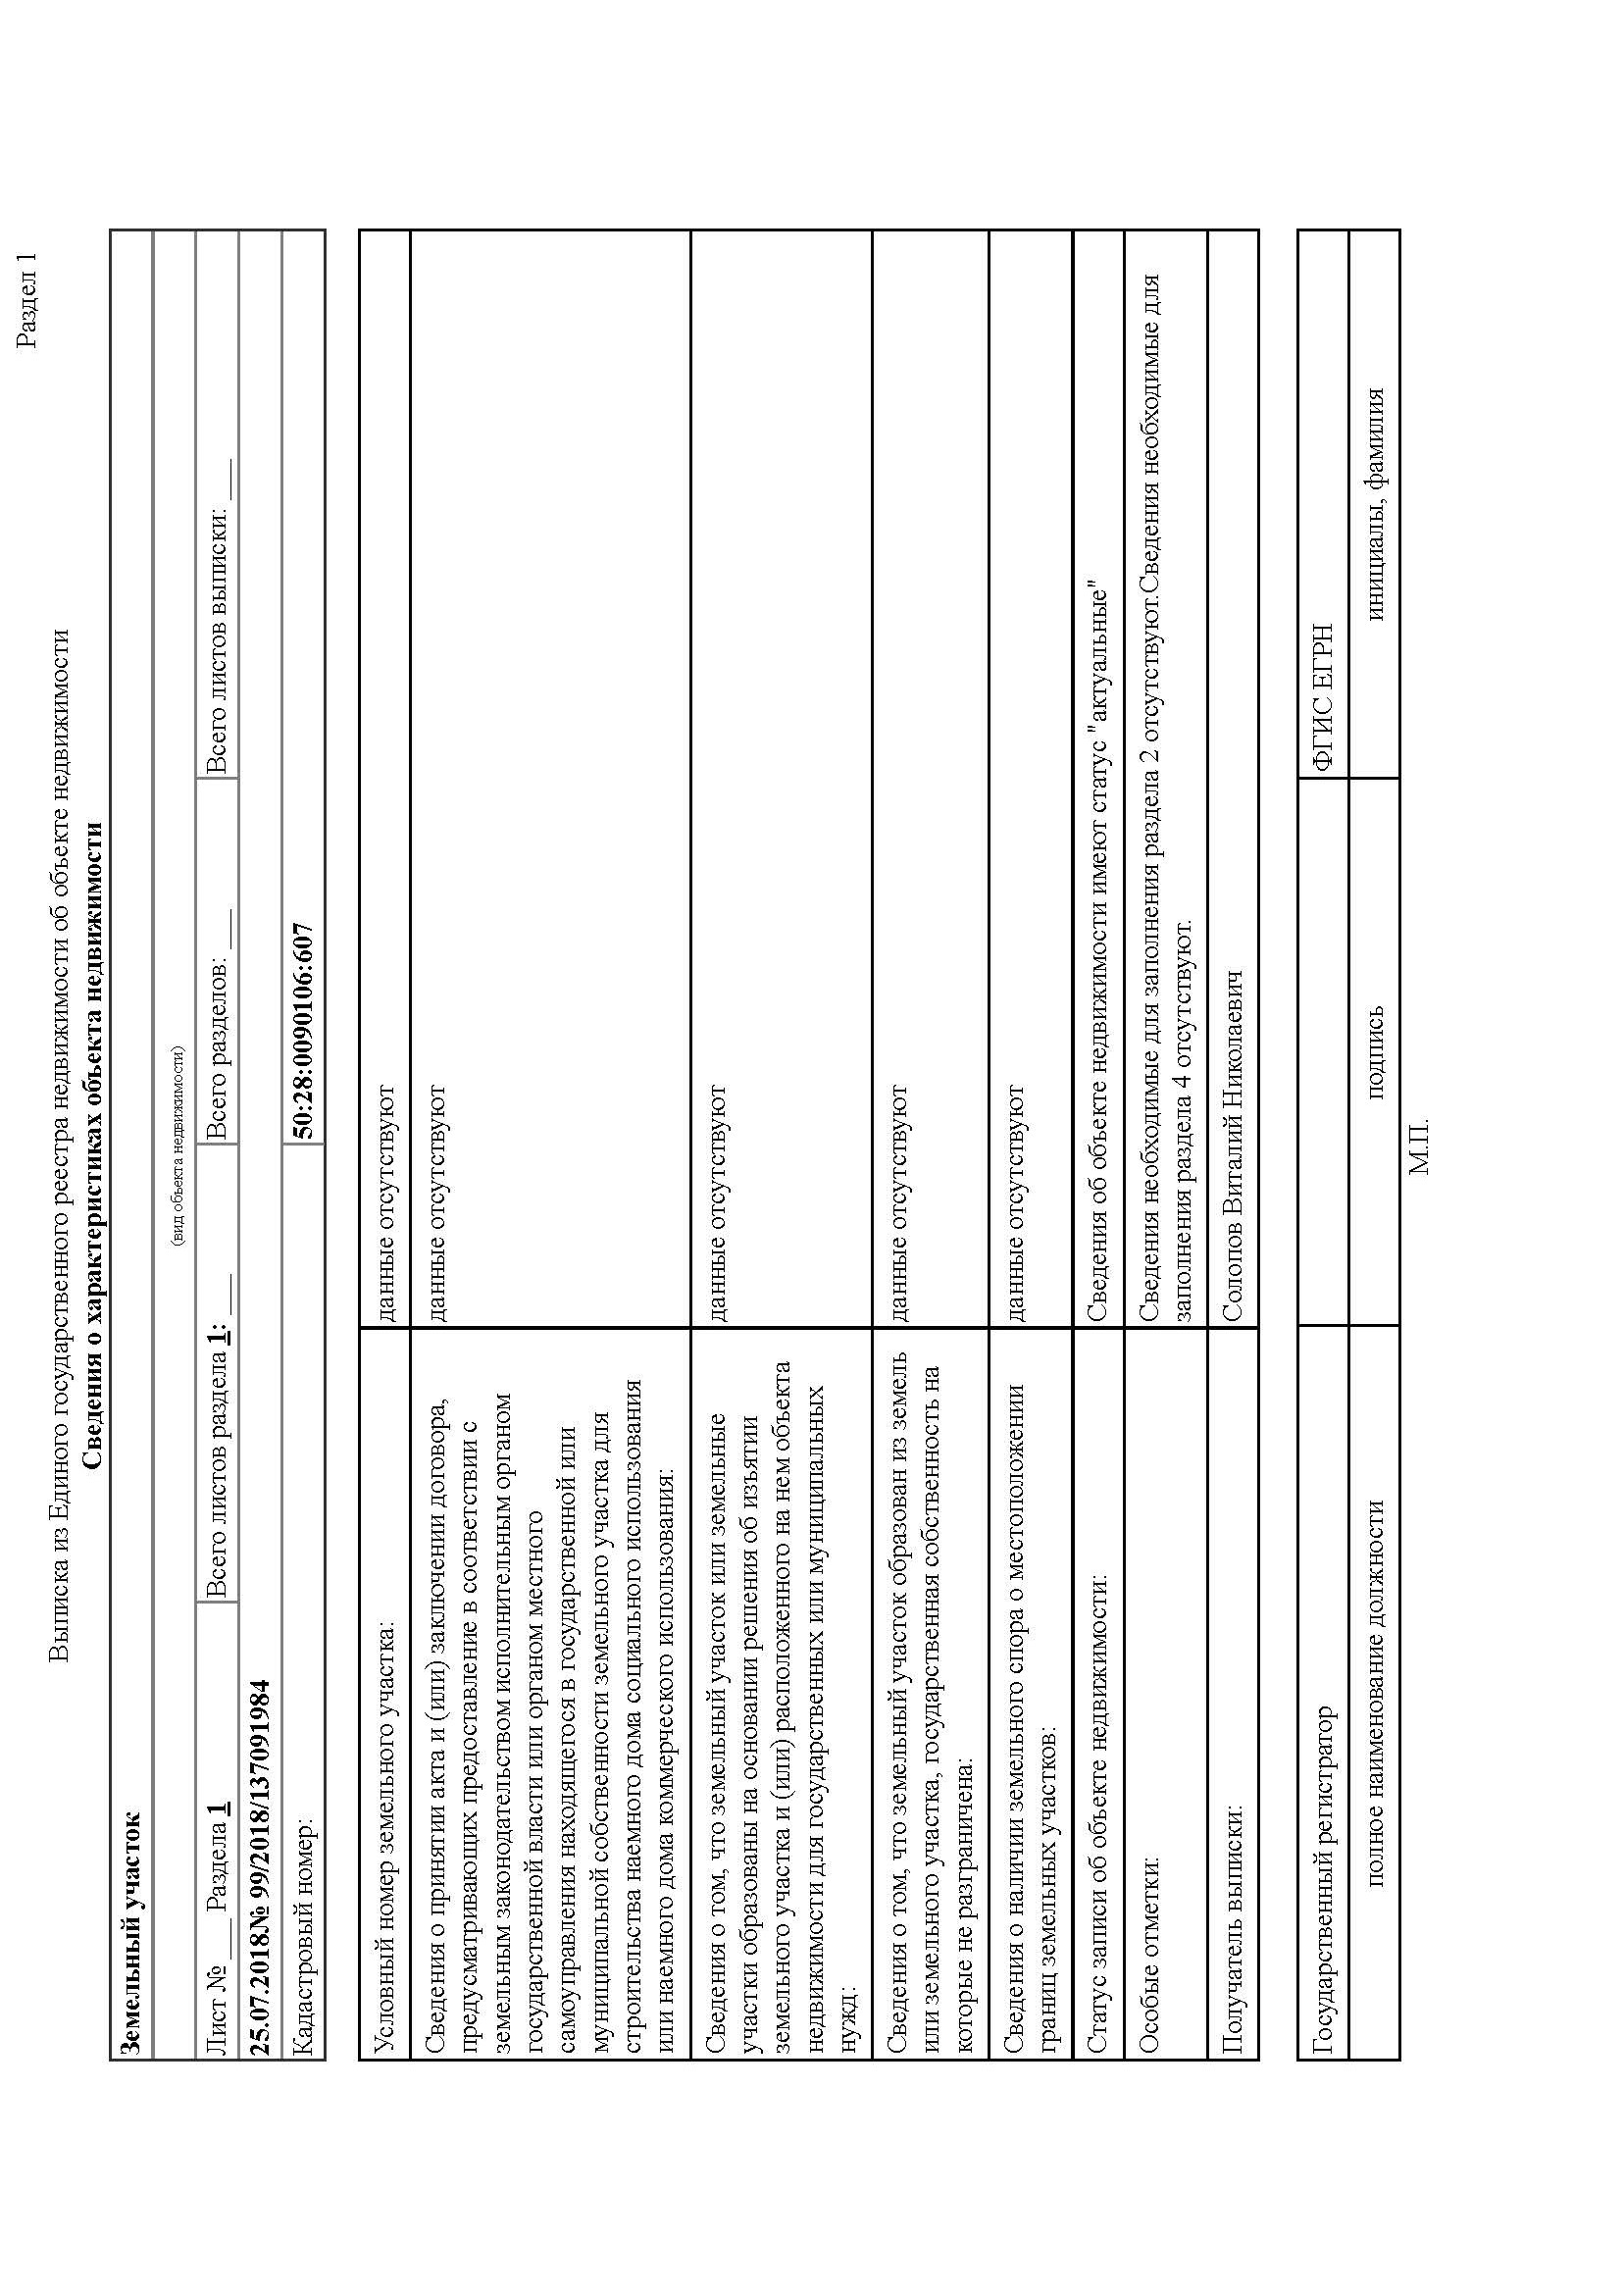 Раздел 1
Выписка из Единого государственного реестра недвижимости об объекте недвижимости
Сведения о характеристиках объекта недвижимости
Земельный участок
(вид объекта недвижимости)
Лист № ___ Раздела 1 Всего листов раздела 1: ___ Всего разделов: ___ Всего листов выписки: ___
25.07.2018№ 99/2018/137091984
Кадастровый номер: 50:28:0090106:607
Условный номер земельного участка: данные отсутствуют
Сведения о принятии акта и (или) заключении договора, данные отсутствуют
предусматривающих предоставление в соответствии с
земельным законодательством исполнительным органом
государственной власти или органом местного
самоуправления находящегося в государственной или
муниципальной собственности земельного участка для
строительства наемного дома социального использования
или наемного дома коммерческого использования:
Сведения о том, что земельный участок или земельные данные отсутствуют
участки образованы на основании решения об изъятии
земельного участка и (или) расположенного на нем объекта
недвижимости для государственных или муниципальных
нужд:
Сведения о том, что земельный участок образован из земель данные отсутствуют
или земельного участка, государственная собственность на
которые не разграничена:
Сведения о наличии земельного спора о местоположении данные отсутствуют
границ земельных участков:
Статус записи об объекте недвижимости: Сведения об объекте недвижимости имеют статус "актуальные"
Особые отметки: Сведения необходимые для заполнения раздела 2 отсутствуют.Сведения необходимые для
заполнения раздела 4 отсутствуют.
Получатель выписки: Солопов Виталий Николаевич
Государственный регистратор ФГИС ЕГРН
полное наименование должности подпись инициалы, фамилия
М.П.